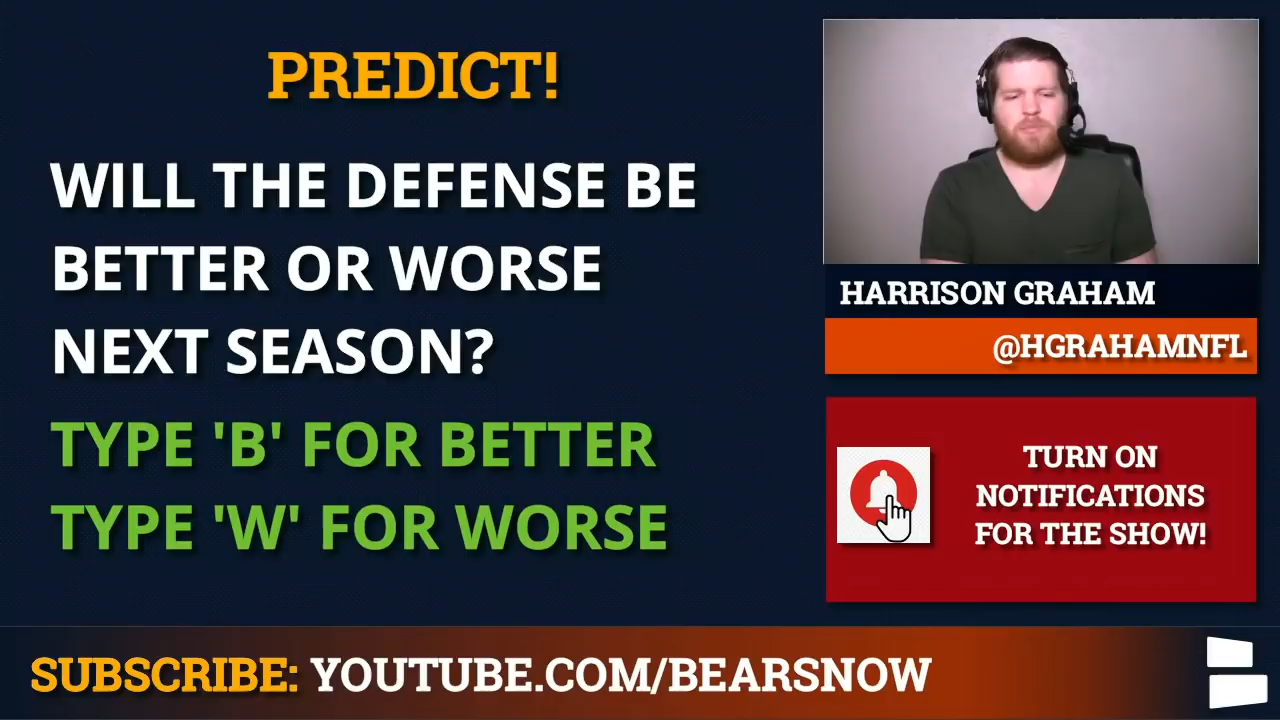 PREDICT!
WILL THE DEFENSE BE
BETTER OR WORSE
NEXT SEASON?
TYPE 'B' FOR BETTER
TYPE 'W' FOR WORSE
HARRISON GRAHAM
@HGRAHAMNFL
TURN ON
NOTIFICATIONS
FOR THE SHOW!
SUBSCRIBE: YOUTUBE.COM/BEARSNOW